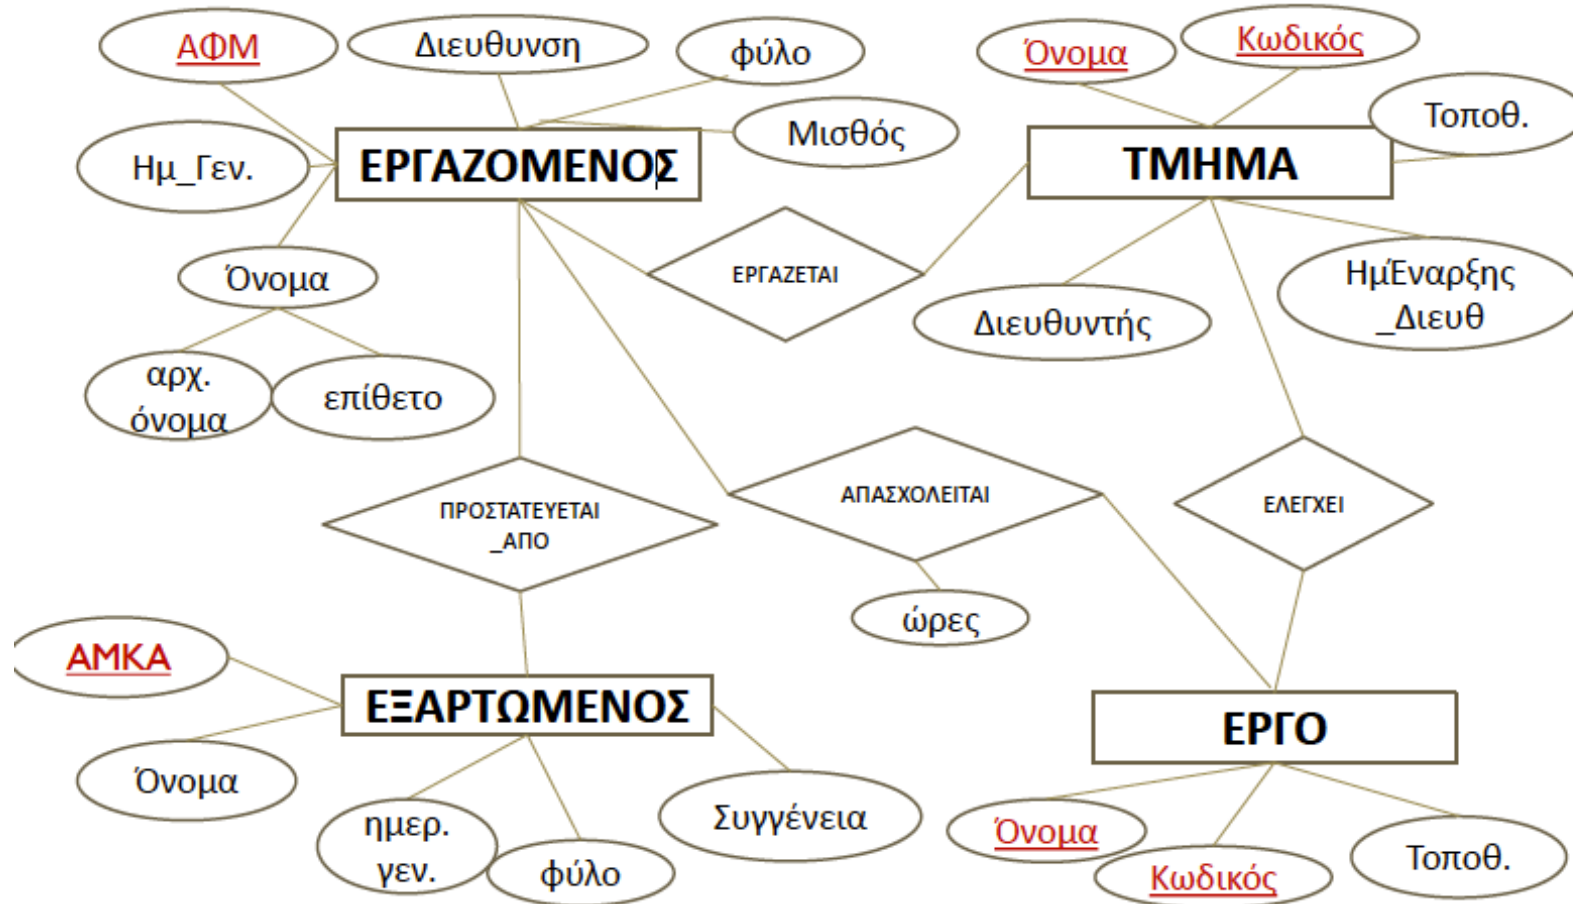 ΑΦΜ
Διευθυνση
φύλο
Όνομα
Κωδικός
Τοποθ.
Μισθός
Ημ_Γεν.
ΕΡΓΑΖΟΜΕΝΟΣ
ΤΜΗΜΑ
Όνομα
ΕΡΓΑΖΕΤΑΙ
Διευθυντής
ΗμΈναρξης
_Διευθ
αρχ.
όνομα
επίθετο
ΠΡΟΣΤΑΤΕΥΕΤΑΙ
_ΑΠΟ
ΑΠΑΣΧΟΛΕΙΤΑΙ
ΕΛΕΓΧΕΙ
ώρες
ΑΜΚΑ
ΕΞΑΡΤΩΜΕΝΟΣ
ΕΡΓΟ
Όνομα
ημερ.
γεν.
φύλο
Συγγένεια
Όνομα
Κωδικός
Τοποθ.